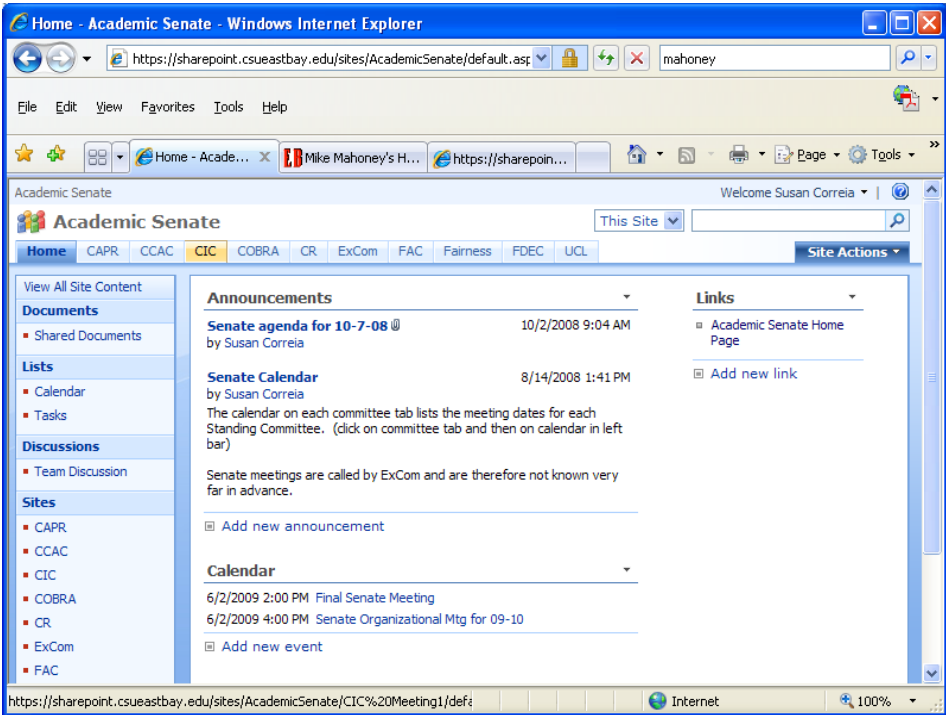 Home - Academic Senate - Windows Internet Explorer
https://sharepoint.csueastbay.edu/sites/AcademicSenate/default.asp
mahoney
File Edit View Favorites Tools Help
Home - Acade... Mike Mahoney's H... https://sharepoin...
Page Tools
Academic Senate
Welcome Susan Correia
Academic Senate
This Site
Home CAPR CCAC CIC COBRA CR ExCom FAC Fairness FDEC UCL
Site Actions
View All Site Content
Documents
Shared Documents
Lists
Calendar
Tasks
Discussions
Team Discussion
Sites
CAPR
CCAC
CIC
COBRA
CR
ExCom
FAC
Announcements
Senate agenda for 10-7-08 10/2/2008 9:04 AM
by Susan Correia
Senate Calendar 8/14/2008 1:41 PM
by Susan Correia
The calendar on each committee tab lists the meeting dates for each
Standing Committee. (click on committee tab and then on calendar in left
bar)
Senate meetings are called by ExCom and are therefore not known very
far in advance.
Add new announcement
Calendar
6/2/2009 2:00 PM Final Senate Meeting
6/2/2009 4:00 PM Senate Organizational Mtg for 09-10
Add new event
Links
Academic Senate Home
Page
Add new link
https://sharepoint.csueastbay.edu/sites/AcademicSenate/CIC%20Meeting1/defa
Internet
100%